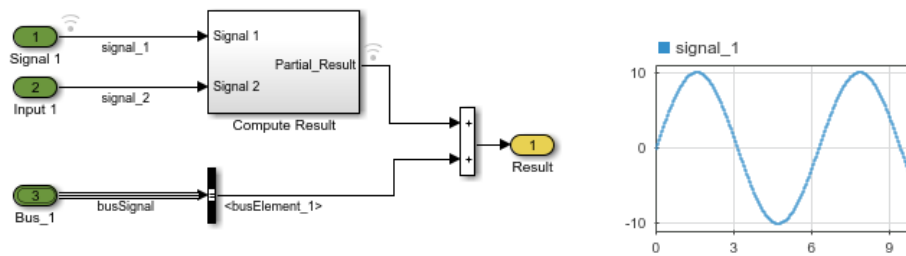 1
Signal 1
signal_1
Signal 1
2
Input 1
signal_2
Signal 2
Partial_Result
Compute Result
+
+
1
Result
3
Bus_1
busSignal
<busElement_1>
signal_1
10
0
-10
0
3
6
9